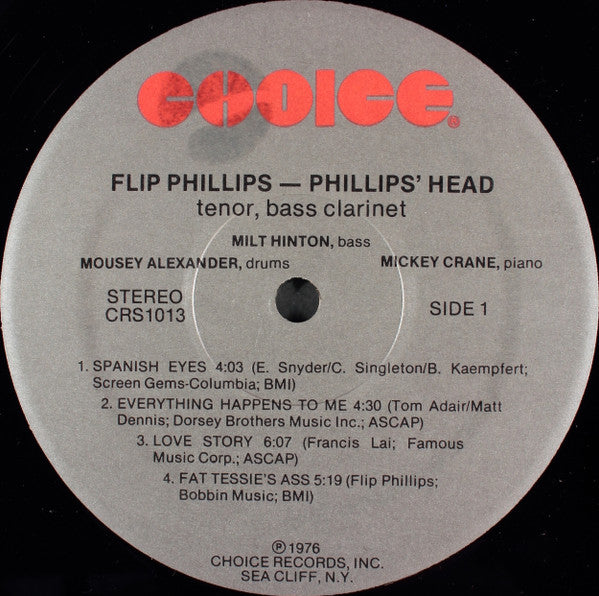 CHOICE®
FLIP PHILLIPS — PHILLIPS' HEAD
tenor, bass clarinet
MILT HINTON, bass
MOUSEY ALEXANDER, drums
MICKEY CRANE, piano
STEREO
CRS1013
SIDE 1
1. SPANISH EYES 4:03 (E. Snyder/C. Singleton/B. Kaempfert;
Screen Gems-Columbia; BMI)
2. EVERYTHING HAPPENS TO ME 4:30 (Tom Adair/Matt
Dennis; Dorsey Brothers Music Inc.; ASCAP)
3. LOVE STORY 6:07 (Francis Lai; Famous
Music Corp.; ASCAP)
4. FAT TESSIE'S ASS 5:19 (Flip Phillips;
Bobbin Music; BMI)
℗ 1976
CHOICE RECORDS, INC.
SEA CLIFF, N.Y.